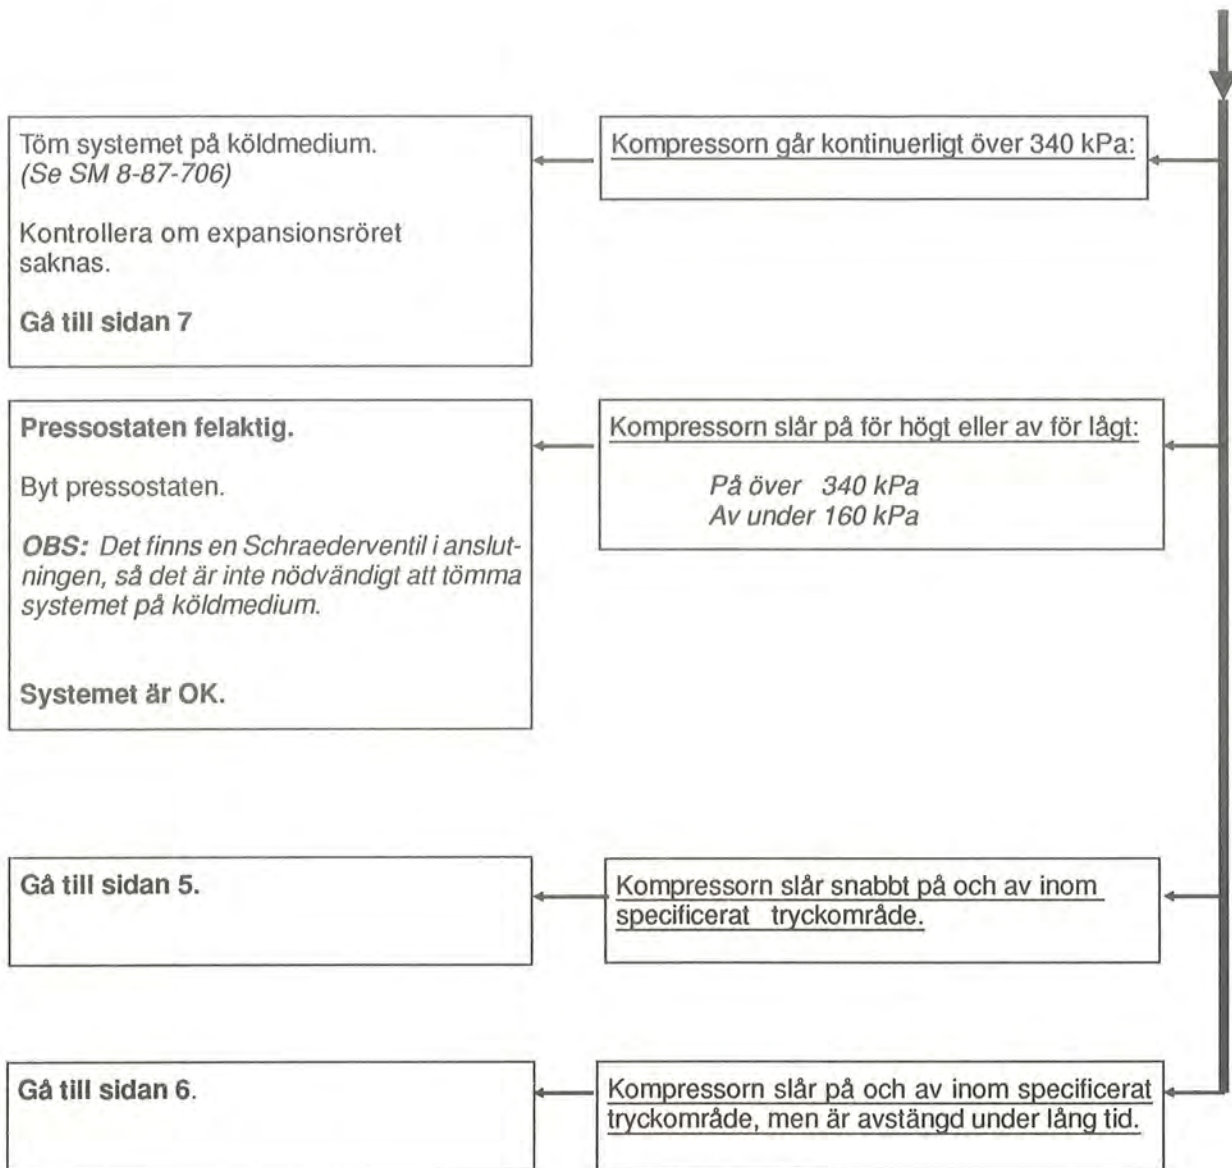 Töm systemet på köldmedium.
(Se SM 8-87-706)
Kontrollera om expansionsröret
saknas.
Gå till sidan 7
Kompressorn går kontinuerligt över 340 kPa:
Pressostaten felaktig.
Byt pressostaten.
OBS: Det finns en Schraederventil i anslut-
ningen, så det är inte nödvändigt att tömma
systemet på köldmedium.
Systemet är OK.
Kompressorn slår på för högt eller av för lågt:
På över 340 kPa
Av under 160 kPa
Gå till sidan 5.
Kompressorn slår snabbt på och av inom
specificerat tryckområde.
Gå till sidan 6.
Kompressorn slår på och av inom specificerat
tryckområde, men är avstängd under lång tid.